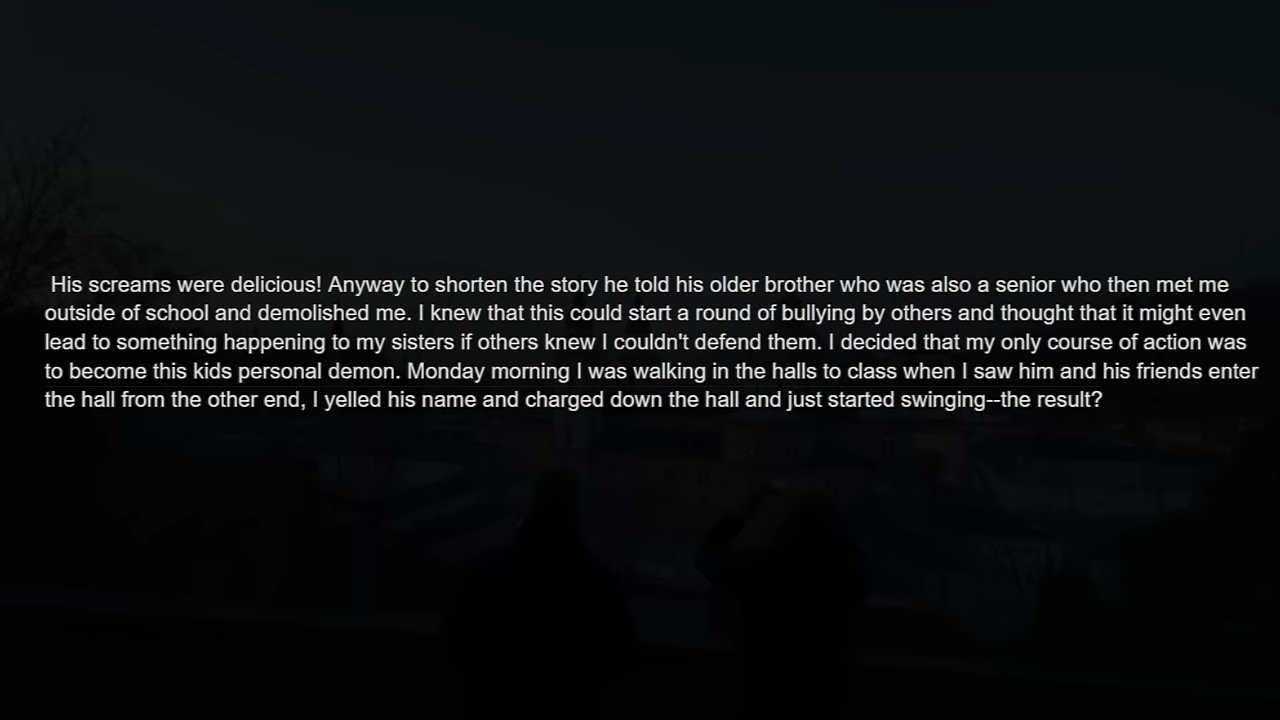 His screams were delicious! Anyway to shorten the story he told his older brother who was also a senior who then met me
outside of school and demolished me. I knew that this could start a round of bullying by others and thought that it might even
lead to something happening to my sisters if others knew I couldn't defend them. I decided that my only course of action was
to become this kids personal demon. Monday morning I was walking in the halls to class when I saw him and his friends enter
the hall from the other end, I yelled his name and charged down the hall and just started swinging--the result?